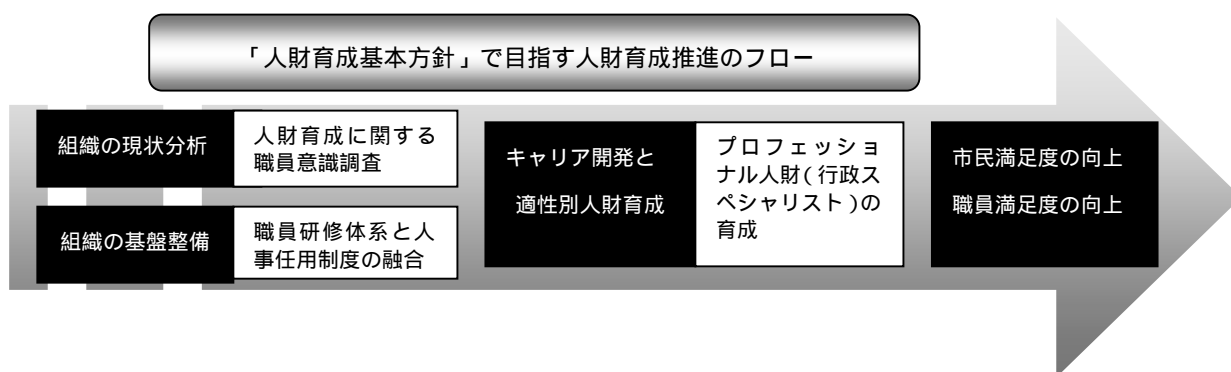 「人財育成基本方針」で目指す人財育成推進のフロー
組織の現状分析
人財育成に関する
職員意識調査
組織の基盤整備
職員研修体系と人
事任用制度の融合
キャリア開発と
適性別人財育成
プロフェッショ
ナル人財(行政ス
ペシャリスト)の
育成
市民満足度の向上
職員満足度の向上